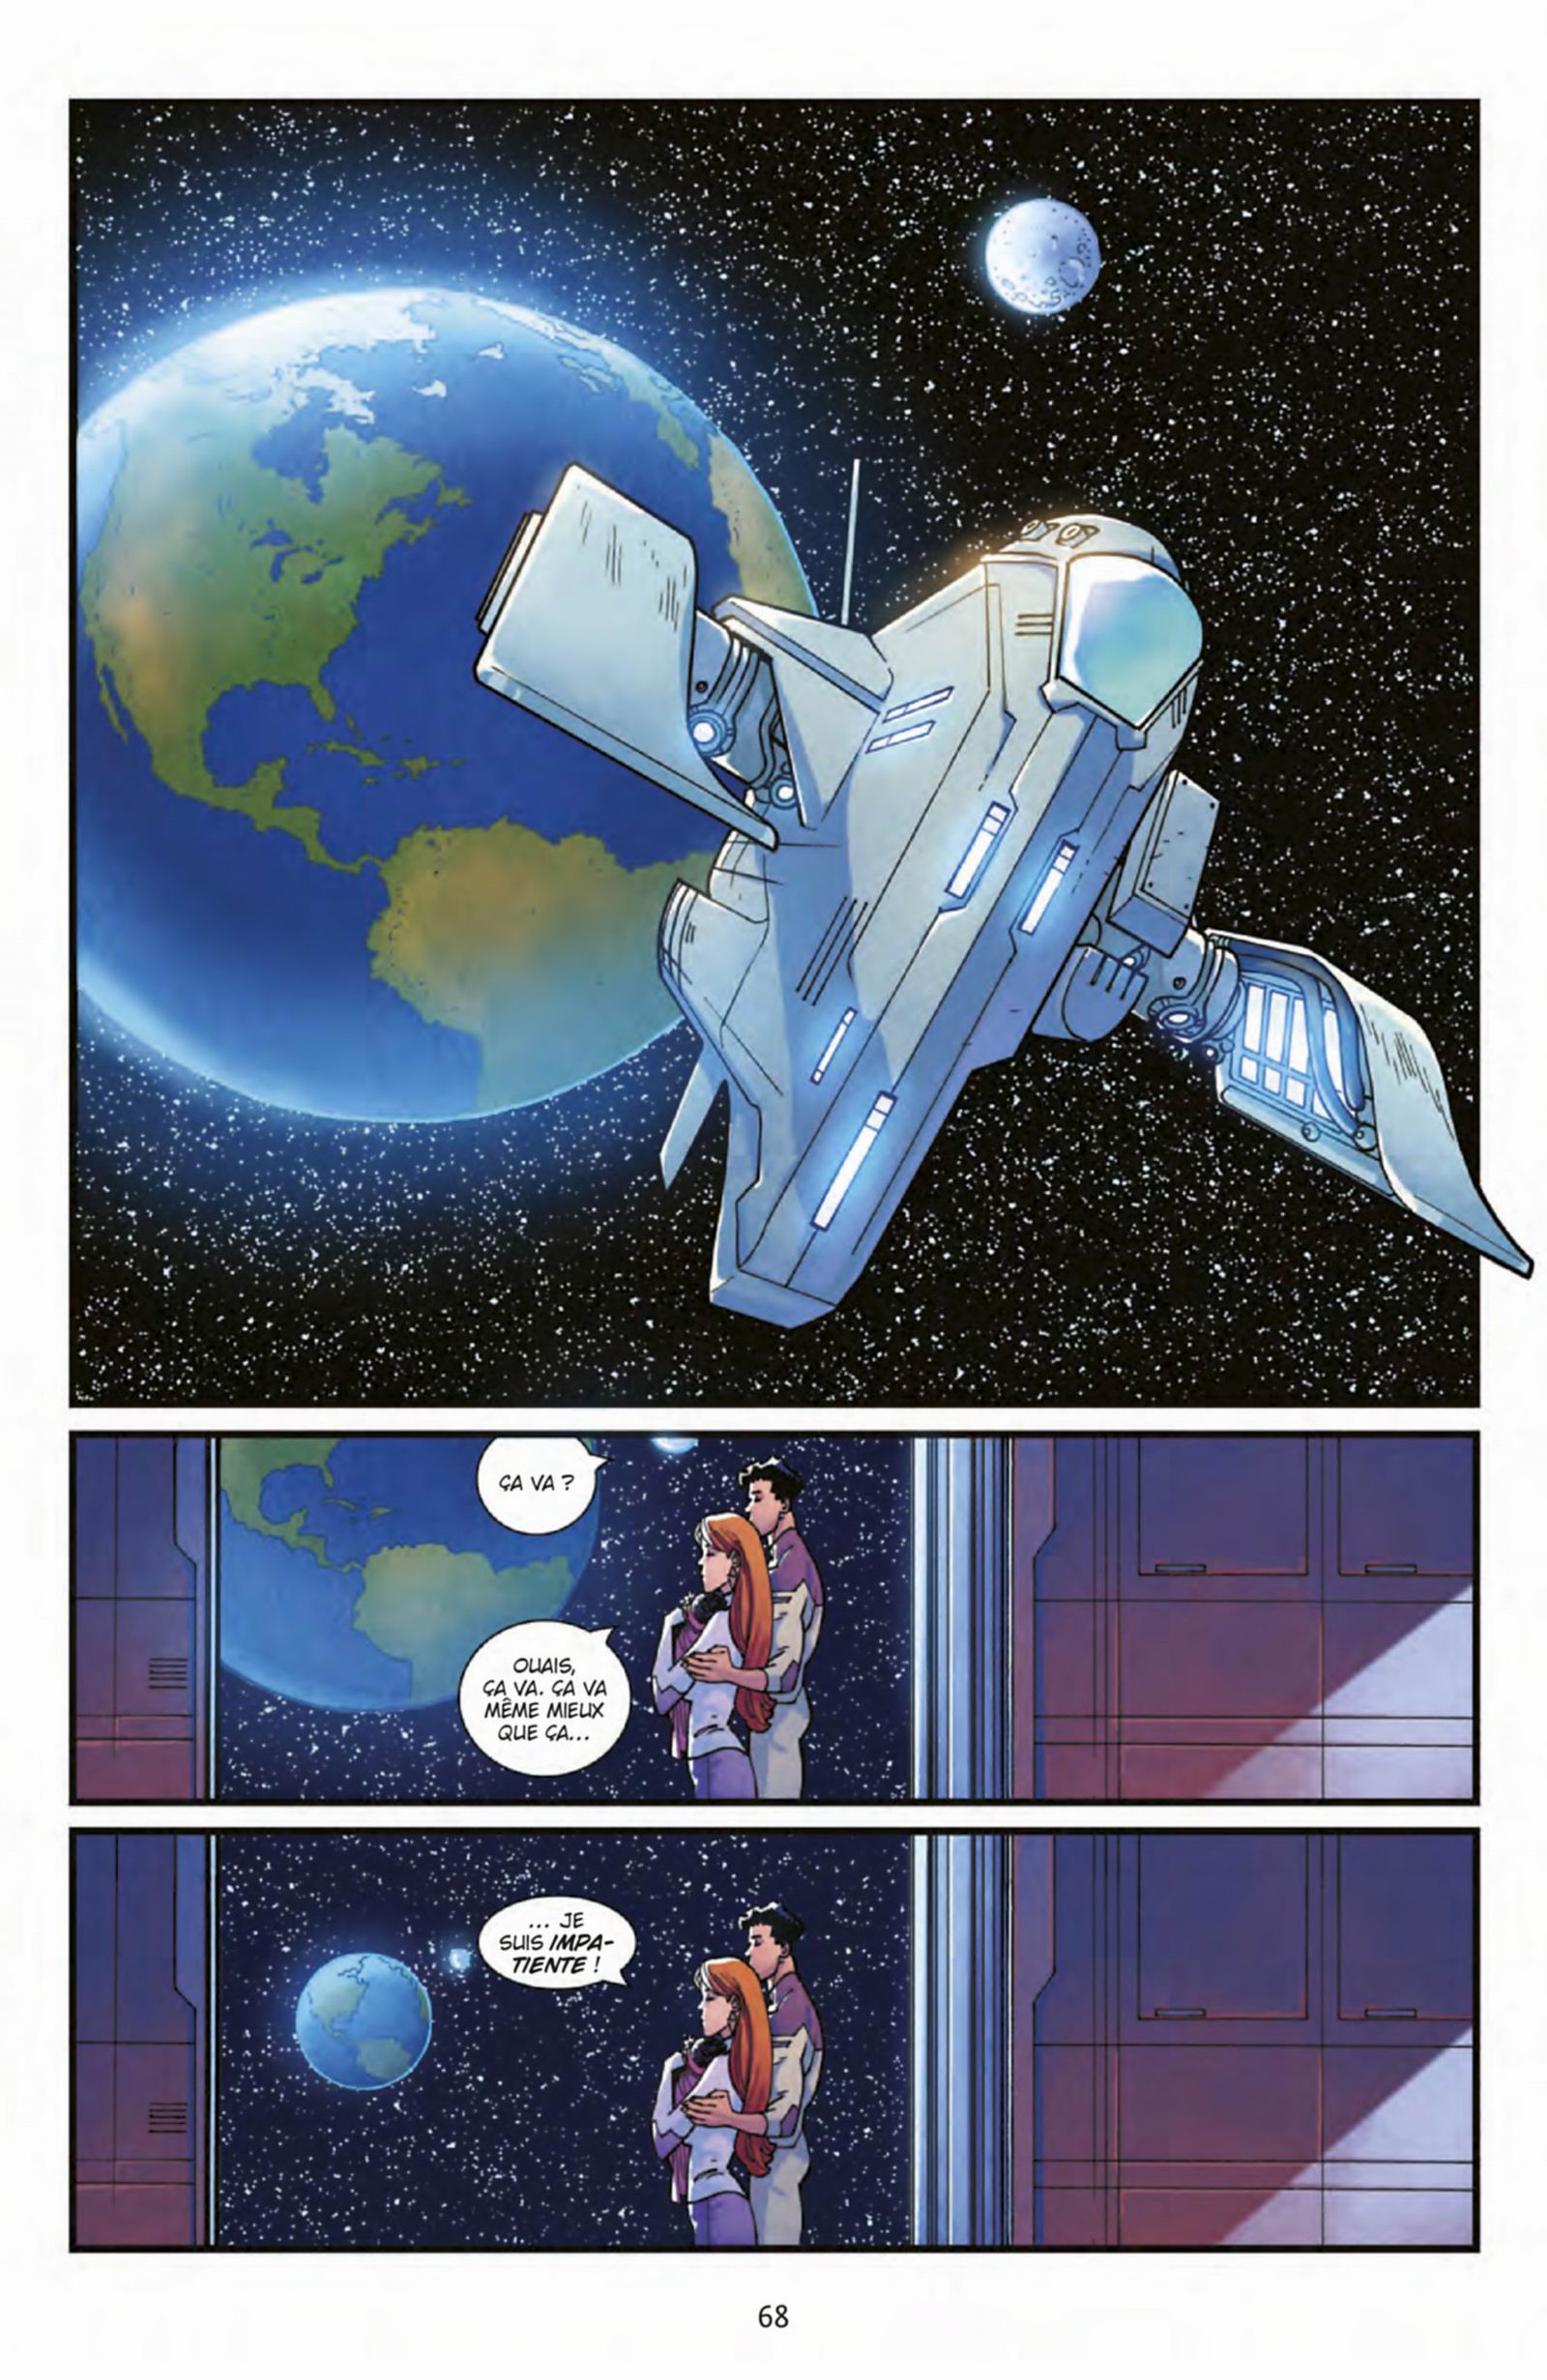 ÇA VA ?
OUAIS,
ÇA VA. ÇA VA
MÊME MIEUX
QUE ÇA...
... JE
SUIS IMPA-
TIENTE !
68